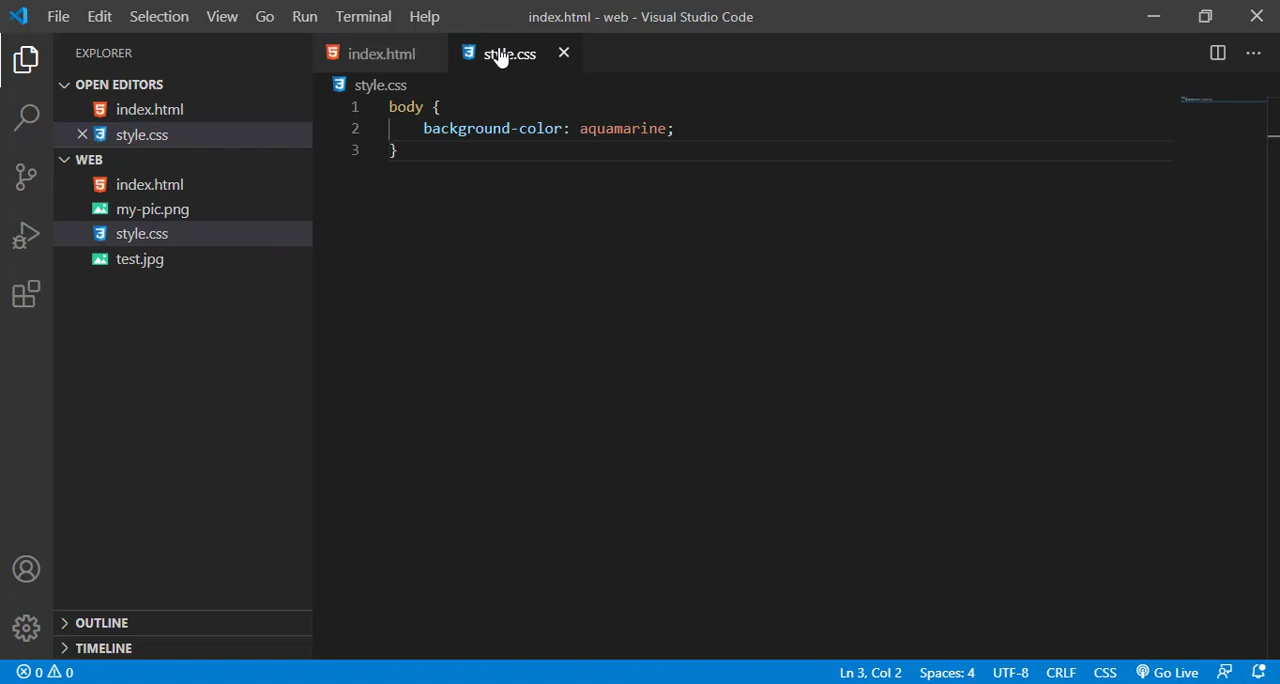 File Edit Selection View Go Run Terminal Help index.html - web - Visual Studio Code
EXPLORER
OPEN EDITORS
index.html
style.css
WEB
index.html
my-pic.png
style.css
test.jpg
OUTLINE
TIMELINE
index.html style.css
style.css
1 body {
2 background-color: aquamarine;
3 }
0 0 Ln 3, Col 2 Spaces: 4 UTF-8 CRLF CSS Go Live